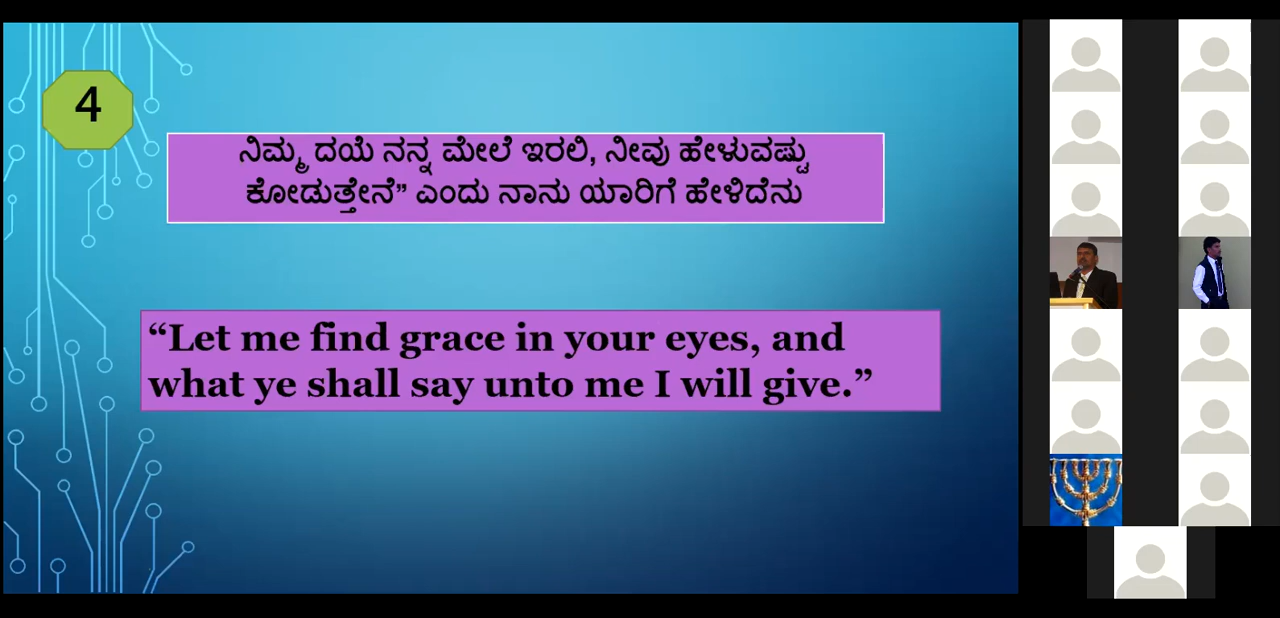 4
ನಿಮ್ಮ ದಯೆ ನನ್ನ ಮೇಲೆ ಇರಲಿ, ನೀವು ಹೇಳುವಷ್ಟು
ಕೋಡುತ್ತೇನೆ” ಎಂದು ನಾನು ಯಾರಿಗೆ ಹೇಳಿದೆನು
“Let me find grace in your eyes, and
what ye shall say unto me I will give.”